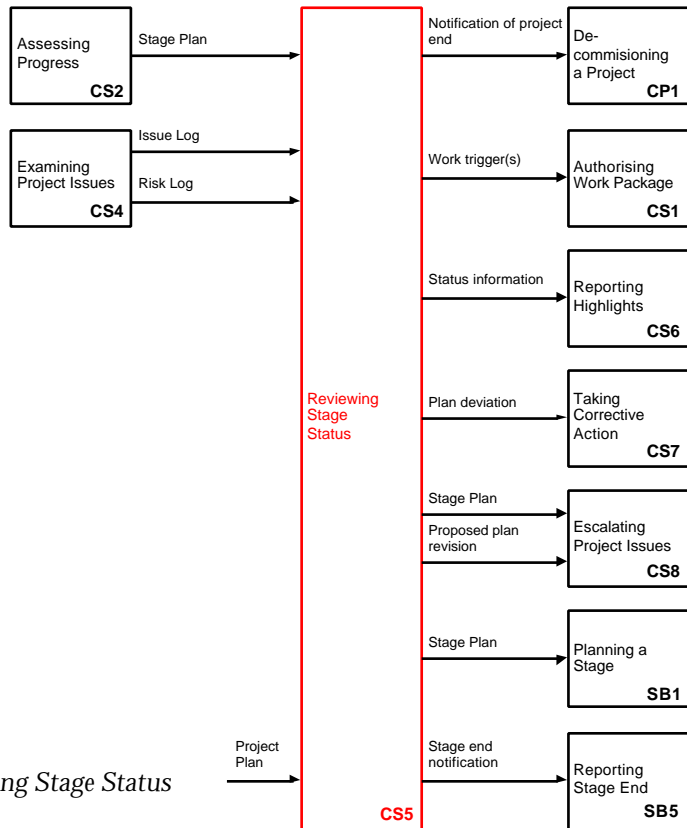 Assessing
Progress
CS2
Stage Plan
Examining
Project Issues
CS4
Issue Log
Risk Log
Project
Plan
ng Stage Status
Reviewing
Stage
Status
CS5
Notification of project
end
De-
commisioning
a Project
CP1
Work trigger(s)
Authorising
Work Package
CS1
Status information
Reporting
Highlights
CS6
Plan deviation
Taking
Corrective
Action
CS7
Stage Plan
Proposed plan
revision
Escalating
Project Issues
CS8
Stage Plan
Planning a
Stage
SB1
Stage end
notification
Reporting
Stage End
SB5